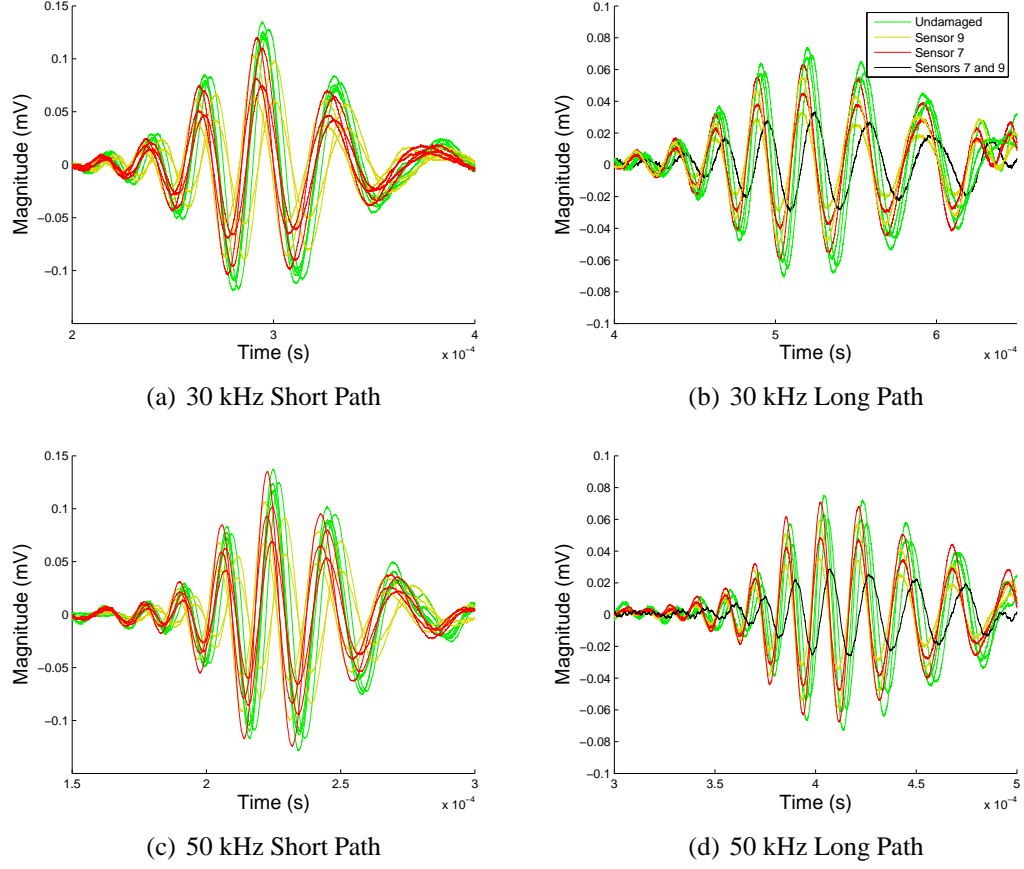 0.15
0.1
0.05
0
−0.05
−0.1
Magnitude (mV)
2
3
4
Time (s)
x 10⁻⁴
(a) 30 kHz Short Path
0.1
0.08
0.06
0.04
0.02
0
−0.02
−0.04
−0.06
−0.08
−0.1
Magnitude (mV)
Undamaged
Sensor 9
Sensor 7
Sensors 7 and 9
4
5
6
Time (s)
x 10⁻⁴
(b) 30 kHz Long Path
0.15
0.1
0.05
0
−0.05
−0.1
Magnitude (mV)
1.5
2
2.5
3
Time (s)
x 10⁻⁴
(c) 50 kHz Short Path
0.1
0.08
0.06
0.04
0.02
0
−0.02
−0.04
−0.06
−0.08
−0.1
Magnitude (mV)
3
3.5
4
4.5
5
Time (s)
x 10⁻⁴
(d) 50 kHz Long Path